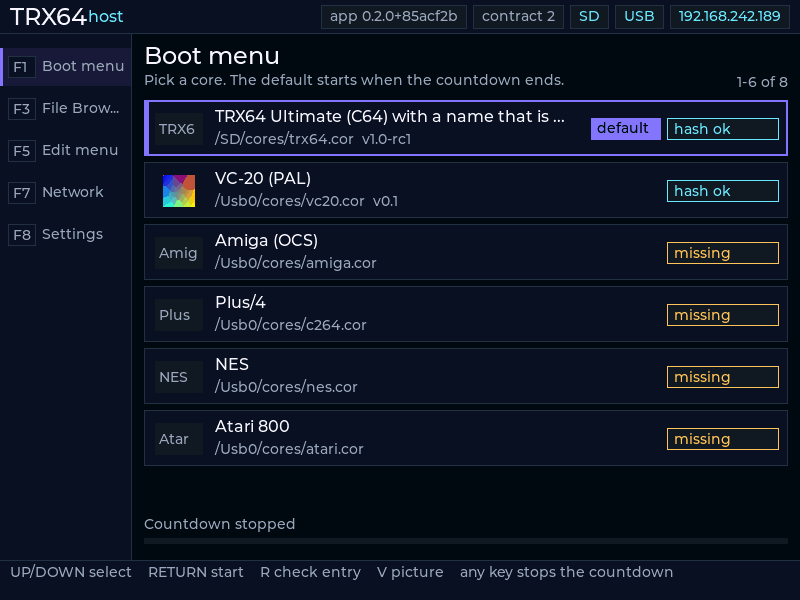 TRX64host app 0.2.0+85acf2b contract 2 SD USB 192.168.242.189
F1 Boot menu
F3 File Brow...
F5 Edit menu
F7 Network
F8 Settings
Boot menu
Pick a core. The default starts when the countdown ends.
1-6 of 8
TRX6 TRX64 Ultimate (C64) with a name that is ... default hash ok
/SD/cores/trx64.cor v1.0-rc1
VC-20 (PAL) hash ok
/Usb0/cores/vc20.cor v0.1
Amig Amiga (OCS) missing
/Usb0/cores/amiga.cor
Plus Plus/4 missing
/Usb0/cores/c264.cor
NES NES missing
/Usb0/cores/nes.cor
Atar Atari 800 missing
/Usb0/cores/atari.cor
Countdown stopped
UP/DOWN select RETURN start R check entry V picture any key stops the countdown